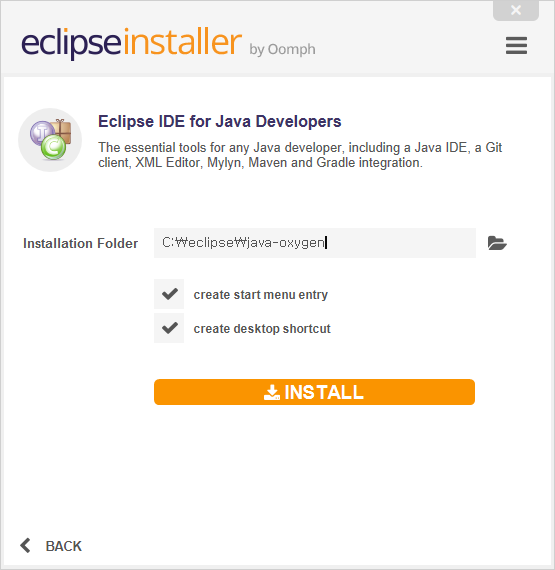 eclipseinstaller by Oomph
Eclipse IDE for Java Developers
The essential tools for any Java developer, including a Java IDE, a Git
client, XML Editor, Mylyn, Maven and Gradle integration.
Installation Folder C:₩eclipse₩java-oxygen
create start menu entry
create desktop shortcut
INSTALL
BACK